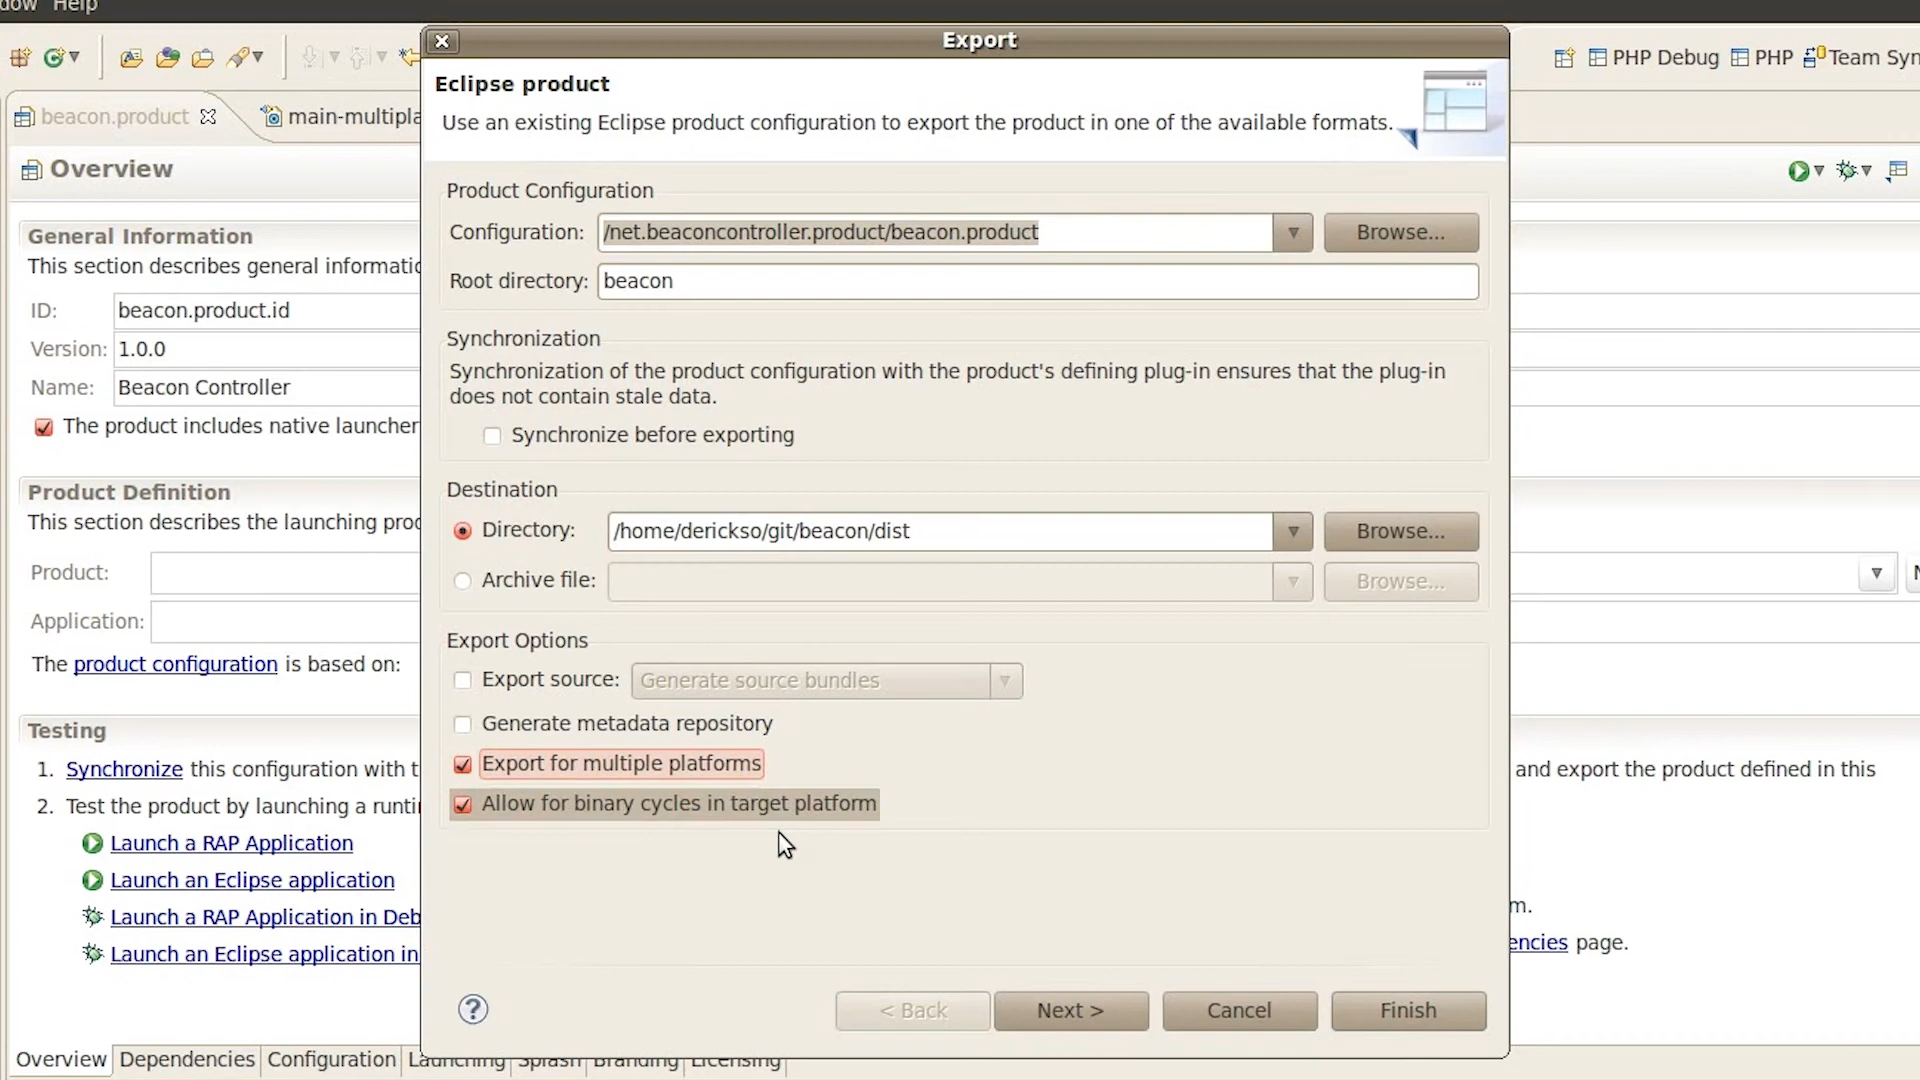 dow Help
Export
PHP Debug
PHP
Team Syn
beacon.product
main-multipla
Eclipse product
Use an existing Eclipse product configuration to export the product in one of the available formats.
Overview
General Information
This section describes general informatio
ID: beacon.product.id
Version: 1.0.0
Name: Beacon Controller
The product includes native launcher
Product Definition
This section describes the launching prod
Product:
Application:
The product configuration is based on:
Testing
1. Synchronize this configuration with t
2. Test the product by launching a runti
Launch a RAP Application
Launch an Eclipse application
Launch a RAP Application in Deb
Launch an Eclipse application in
Overview Dependencies Configuration Launching Splash Branding Licensing
Product Configuration
Configuration: /net.beaconcontroller.product/beacon.product Browse...
Root directory: beacon
Synchronization
Synchronization of the product configuration with the product's defining plug-in ensures that the plug-in
does not contain stale data.
Synchronize before exporting
Destination
Directory: /home/derickso/git/beacon/dist Browse...
Archive file: Browse...
Export Options
Export source: Generate source bundles
Generate metadata repository
Export for multiple platforms
Allow for binary cycles in target platform
? < Back Next > Cancel Finish
and export the product defined in this
m.
encies page.